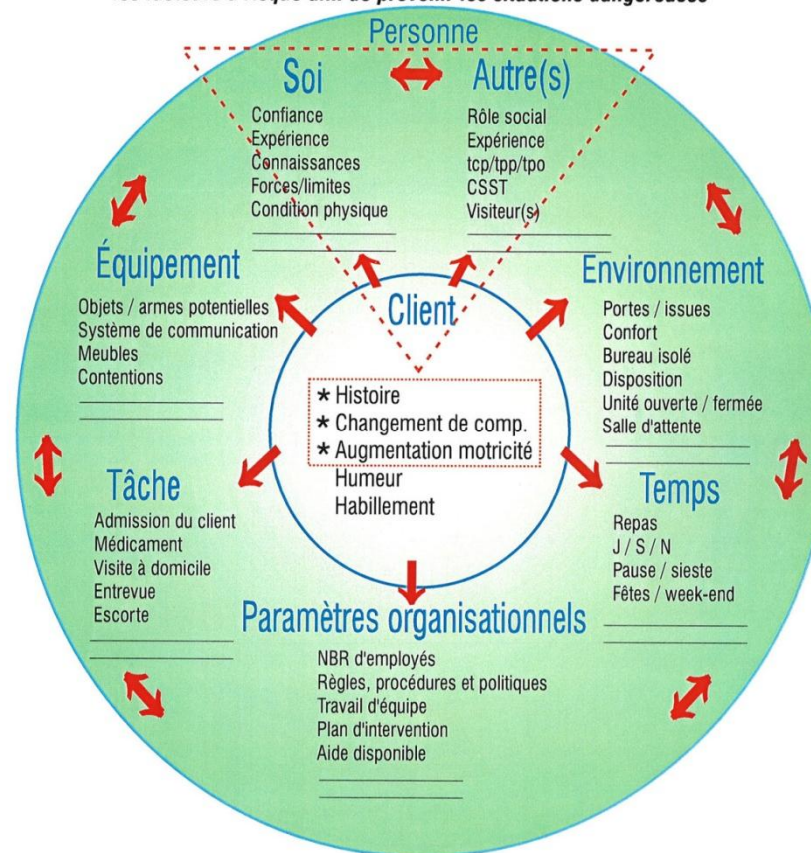 Personne
Soi
Confiance
Expérience
Connaissances
Forces/limites
Condition physique
Autre(s)
Rôle social
Expérience
tcp/tpp/tpo
CSST
Visiteur(s)
Équipement
Objets / armes potentielles
Système de communication
Meubles
Contentions
Client
* Histoire
* Changement de comp.
* Augmentation motricité
Humeur
Habillement
Environnement
Portes / issues
Confort
Bureau isolé
Disposition
Unité ouverte / fermée
Salle d'attente
Tâche
Admission du client
Médicament
Visite à domicile
Entrevue
Escorte
Temps
Repas
J / S / N
Pause / sieste
Fêtes / week-end
Paramètres organisationnels
NBR d'employés
Règles, procédures et politiques
Travail d'équipe
Plan d'intervention
Aide disponible